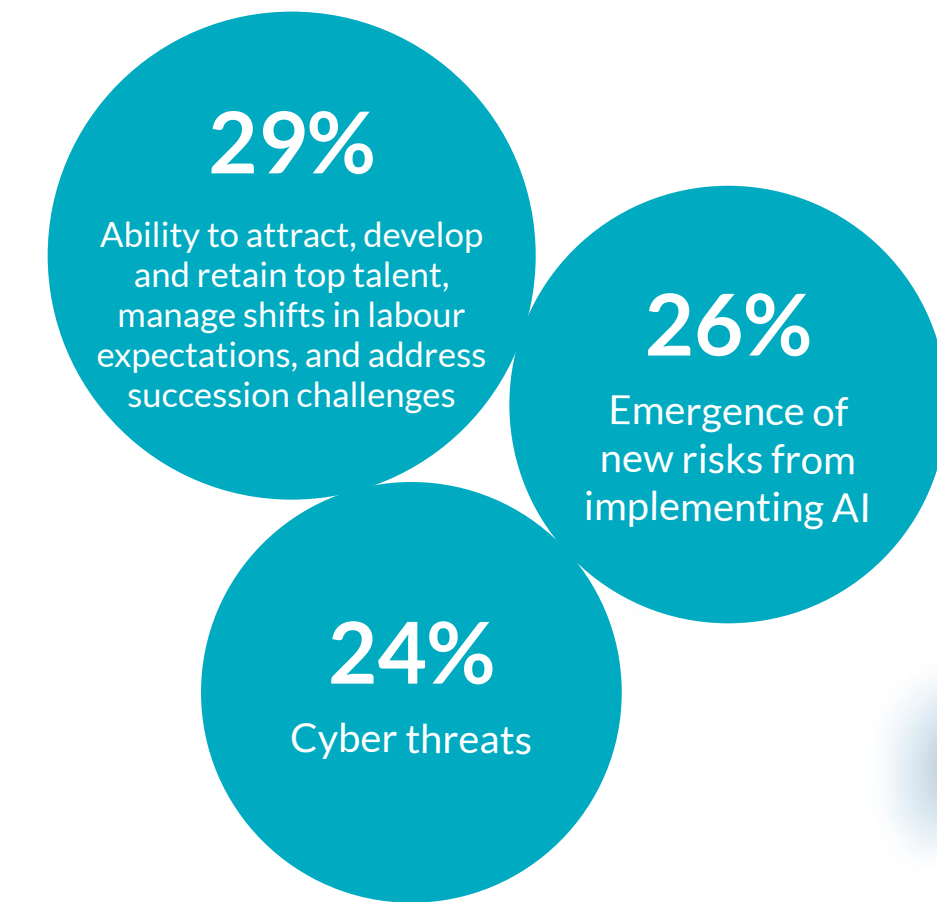 29%
Ability to attract, develop
and retain top talent,
manage shifts in labour
expectations, and address
succession challenges
26%
Emergence of
new risks from
implementing AI
24%
Cyber threats